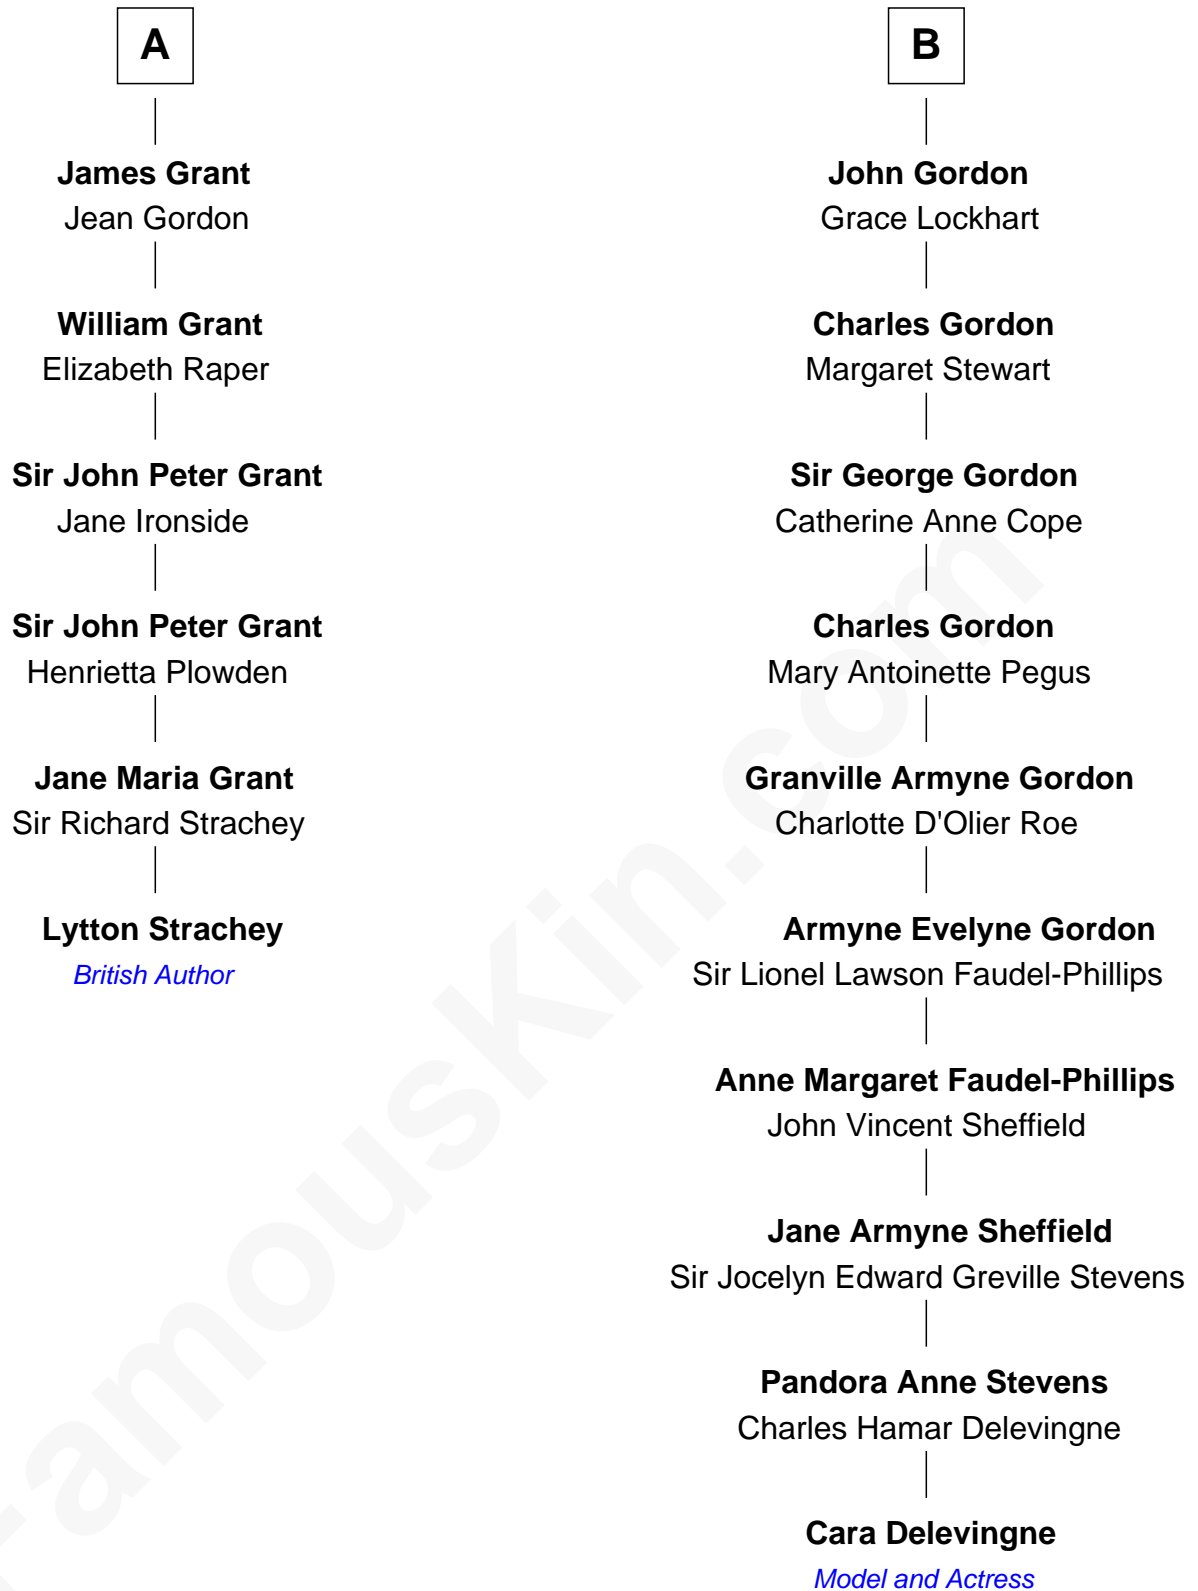 A
James Grant
Jean Gordon
William Grant
Elizabeth Raper
Sir John Peter Grant
Jane Ironside
Sir John Peter Grant
Henrietta Plowden
Jane Maria Grant
Sir Richard Strachey
Lytton Strachey
British Author
B
John Gordon
Grace Lockhart
Charles Gordon
Margaret Stewart
Sir George Gordon
Catherine Anne Cope
Charles Gordon
Mary Antoinette Pegus
Granville Armyne Gordon
Charlotte D'Olier Roe
Armyne Evelyne Gordon
Sir Lionel Lawson Faudel-Phillips
Anne Margaret Faudel-Phillips
John Vincent Sheffield
Jane Armyne Sheffield
Sir Jocelyn Edward Greville Stevens
Pandora Anne Stevens
Charles Hamar Delevingne
Cara Delevingne
Model and Actress
FamousKin.com